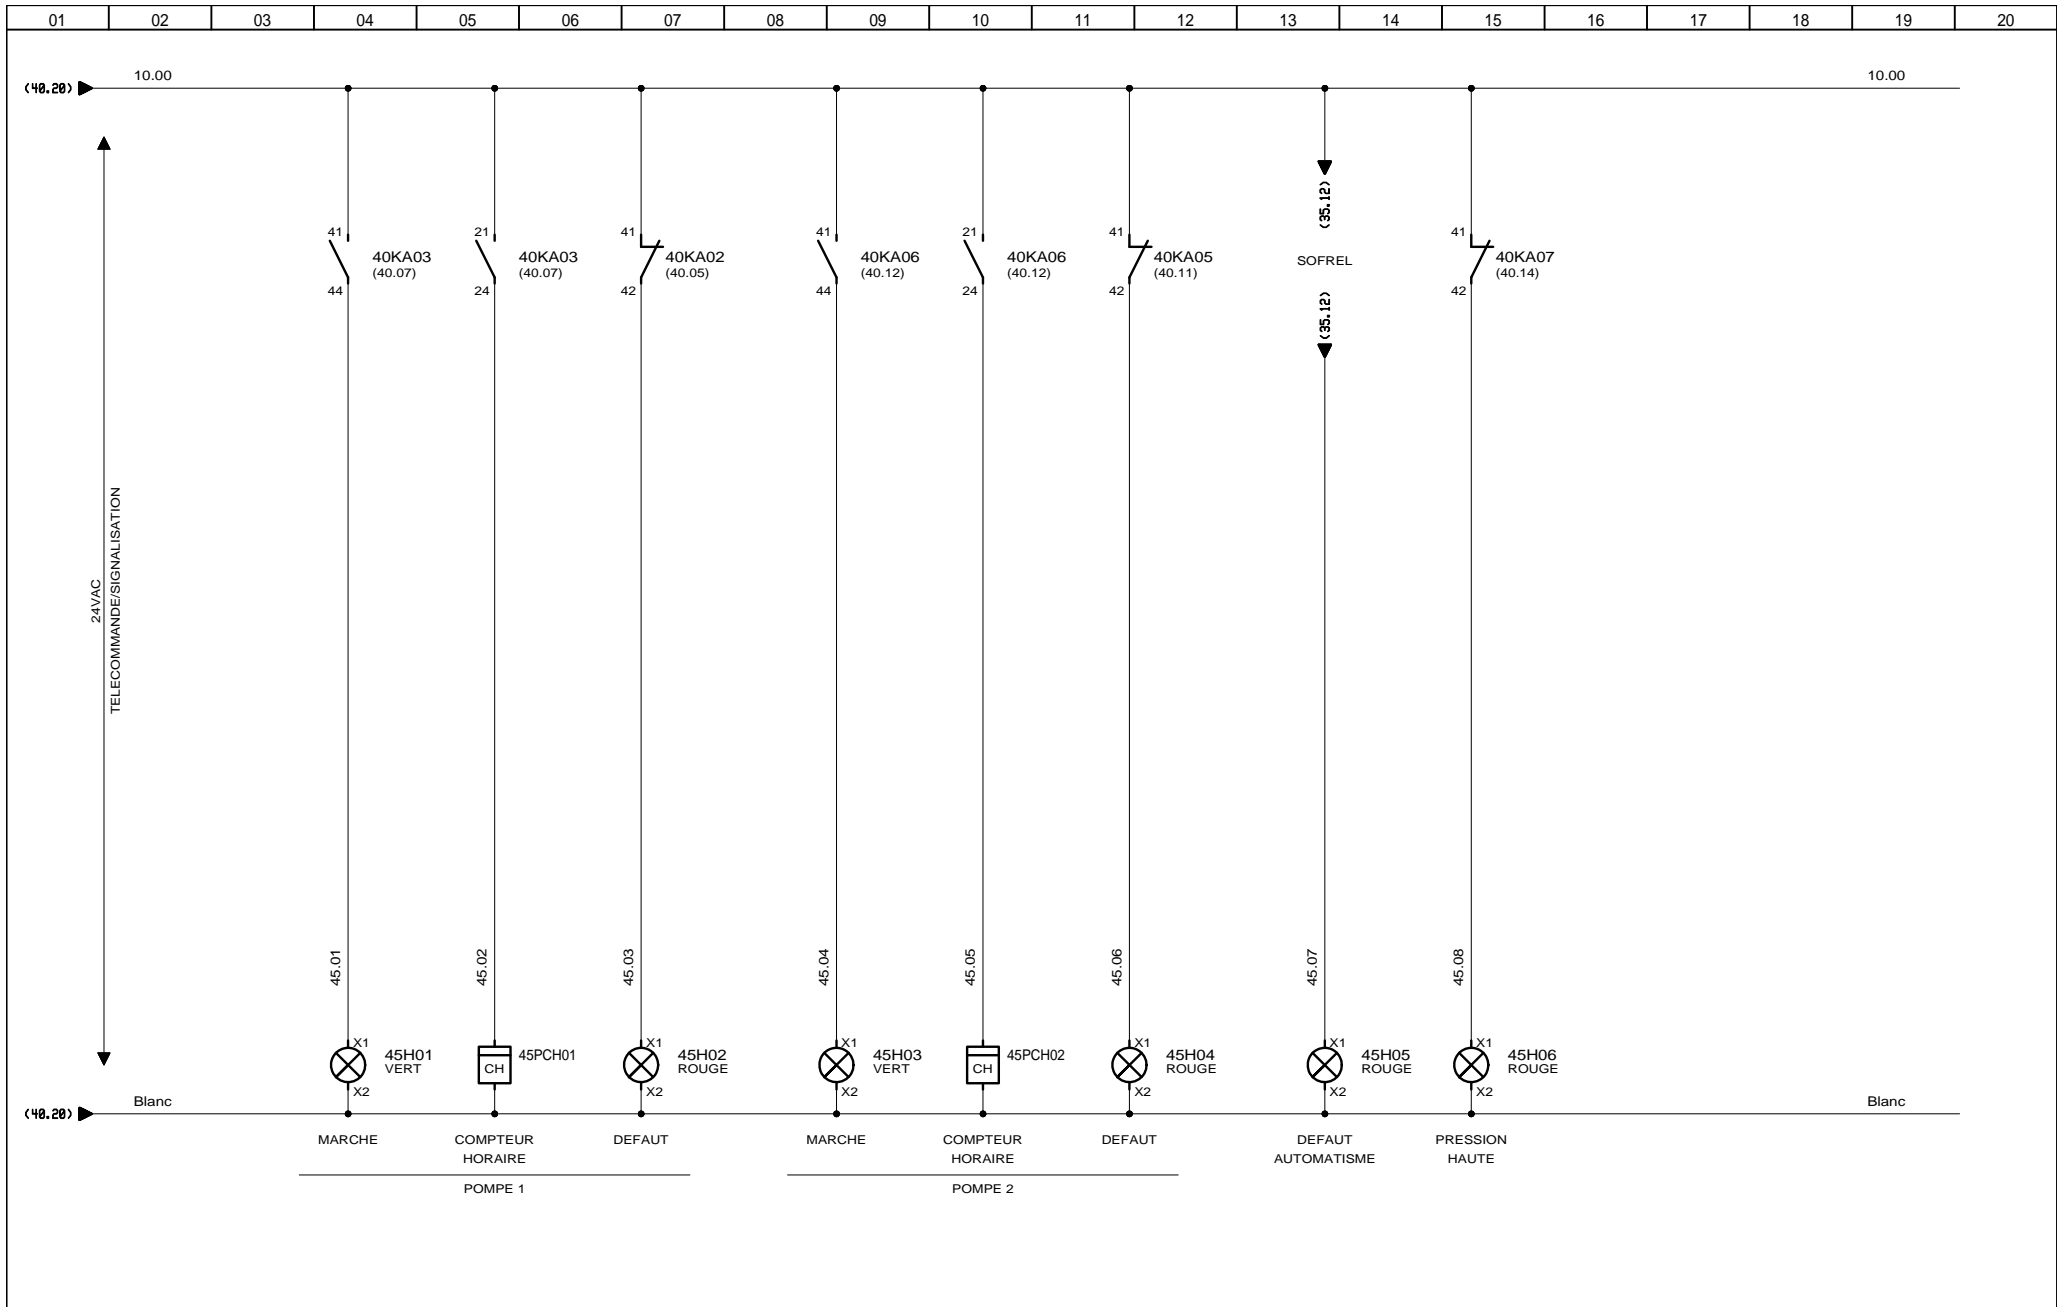 01 02 03 04 05 06 07 08 09 10 11 12 13 14 15 16 17 18 19 20
(40.20) 10.00 10.00
(35.12)
41 21 41 41 21 41 41
40KA03 40KA03 40KA02 40KA06 40KA06 40KA05 SOFREL 40KA07
(40.07) (40.07) (40.05) (40.12) (40.12) (40.11) (40.14)
44 24 42 44 24 42 42
(35.12)
24VAC
TELECOMMANDE/SIGNALISATION
45.01 45.02 45.03 45.04 45.05 45.06 45.07 45.08
X1 X1 X1 X1 X1 X1
45H01 45PCH01 45H02 45H03 45PCH02 45H04 45H05 45H06
VERT CH ROUGE VERT CH ROUGE ROUGE ROUGE
X2 X2 X2 X2 X2 X2
(40.20) Blanc Blanc
MARCHE COMPTEUR DEFAUT MARCHE COMPTEUR DEFAUT DEFAUT PRESSION
HORAIRE HORAIRE AUTOMATISME HAUTE
POMPE 1 POMPE 2